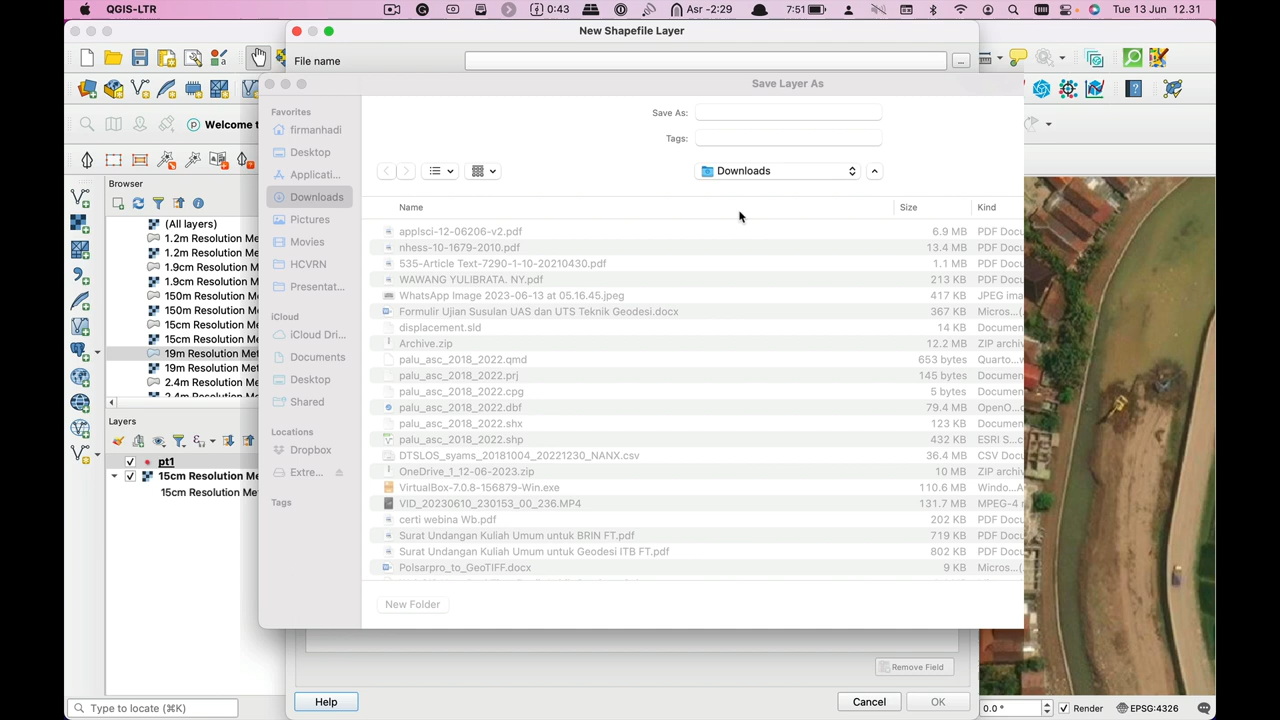 QGIS-LTR
0:43
Asr -2:29
7:51
Tue 13 Jun 12.31
New Shapefile Layer
File name
...
Save Layer As
Welcome t
Save As:
Tags:
Downloads
Favorites
firmanhadi
Desktop
Applicati...
Downloads
Pictures
Movies
HCVRN
Presentat...
iCloud
iCloud Dri...
Documents
Desktop
Shared
Locations
Dropbox
Extre...
Tags
Browser
(All layers)
1.2m Resolution Me
1.2m Resolution Me
1.9cm Resolution M
1.9cm Resolution M
150m Resolution M
150m Resolution M
15cm Resolution M
15cm Resolution M
19m Resolution Met
19m Resolution Met
2.4m Resolution M
Layers
pt1
15cm Resolution Me
15cm Resolution Me
Name Size Kind
applsci-12-06206-v2.pdf 6.9 MB PDF Docu
nhess-10-1679-2010.pdf 13.4 MB PDF Docu
535-Article Text-7290-1-10-20210430.pdf 1.1 MB PDF Docu
WAWANG YULIBRATA. NY.pdf 213 KB PDF Docu
WhatsApp Image 2023-06-13 at 05.16.45.jpeg 417 KB JPEG ima
Formulir Ujian Susulan UAS dan UTS Teknik Geodesi.docx 367 KB Micros...(
displacement.sld 14 KB Documen
Archive.zip 12.2 MB ZIP archiv
palu_asc_2018_2022.qmd 653 bytes Quarto...w
palu_asc_2018_2022.prj 145 bytes Documen
palu_asc_2018_2022.cpg 5 bytes Documen
palu_asc_2018_2022.dbf 79.4 MB OpenO...c
palu_asc_2018_2022.shx 123 KB Documen
palu_asc_2018_2022.shp 432 KB ESRI S...c
DTSLOS_syams_20181004_20221230_NANX.csv 36.4 MB CSV Docu
OneDrive_1_12-06-2023.zip 10 MB ZIP archiv
VirtualBox-7.0.8-156879-Win.exe 110.6 MB Windo...A
VID_20230610_230153_00_236.MP4 131.7 MB MPEG-4 m
certi webina Wb.pdf 202 KB PDF Docu
Surat Undangan Kuliah Umum untuk BRIN FT.pdf 719 KB PDF Docu
Surat Undangan Kuliah Umum untuk Geodesi ITB FT.pdf 802 KB PDF Docu
Polsarpro_to_GeoTIFF.docx 9 KB Micros...(
New Folder
Remove Field
Help
Cancel
OK
Type to locate (⌘K)
0.0 °
Render
EPSG:4326